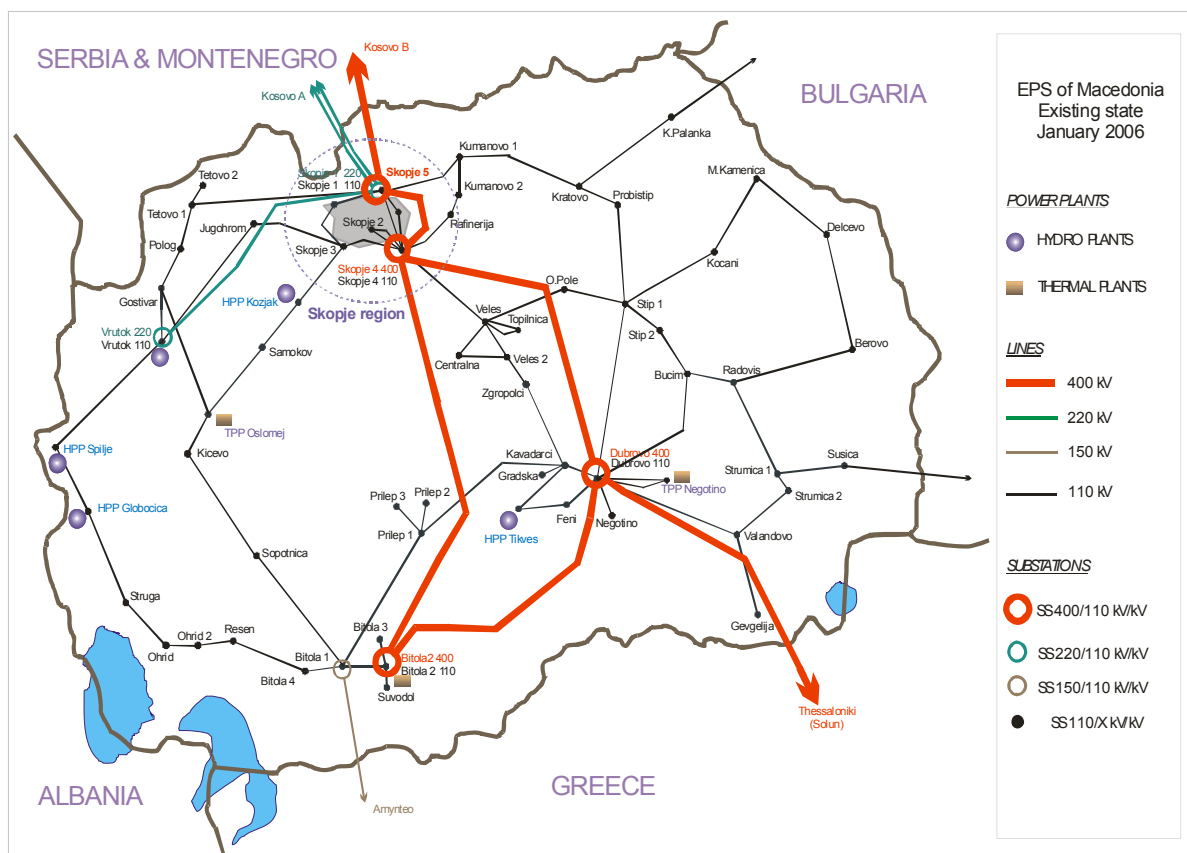 SERBIA & MONTENEGRO
Kosovo B
Kosovo A
BULGARIA
K.Palanka
Kumanovo 1
Tetovo 2
220
Skopje 5
Skopje 1 110
Kumanovo 2
M.Kamenica
Kratovo
Probistip
Tetovo 1
Jugohrom
Skopje 2
Rafinerija
Delcevo
Polog
Skopje 3
Kocani
Skopje 4 400
Skopje 4 110
O.Pole
Gostivar
HPP Kozjak
Skopje region
Veles
Topilnica
Stip 1
Vrutok 220
Vrutok 110
Stip 2
Samokov
Centralna
Veles 2
Berovo
Zgropolci
Bucim
Radovis
TPP Oslomej
HPP Spilje
Kicevo
Kavadarci
Dubrovo 400
Dubrovo 110
Gradska
Strumica 1
Susica
TPP Negotino
Prilep 3
Prilep 2
Strumica 2
HPP Globocica
Feni
Negotino
HPP Tikves
Prilep 1
Valandovo
Sopotnica
Struga
Gevgelija
Ohrid 2
Resen
Bitola 3
Ohrid
Bitola 1
Bitola2 400
Bitola 2 110
Bitola 4
Suvodol
Thessaloniki
(Solun)
ALBANIA
GREECE
Amynteo
EPS of Macedonia
Existing state
January 2006
POWER PLANTS
HYDRO PLANTS
THERMAL PLANTS
LINES
400 kV
220 kV
150 kV
110 kV
SUBSTATIONS
SS400/110 kV/kV
SS220/110 kV/kV
SS150/110 kV/kV
SS110/X kV/kV